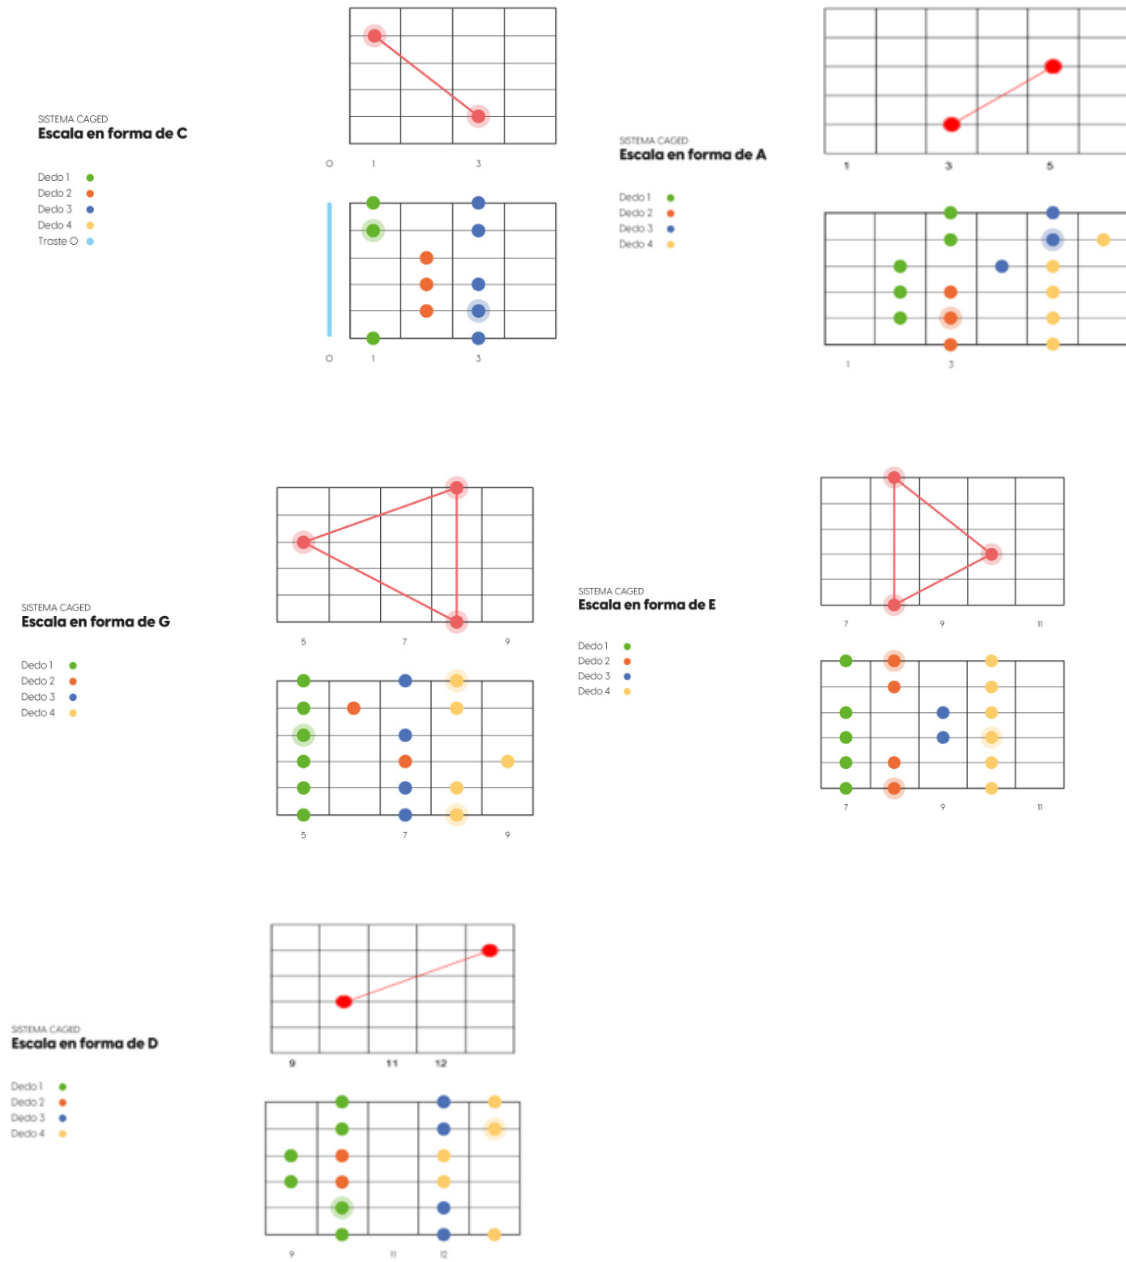 SISTEMA CAGED
Escala en forma de C
Dedo 1
Dedo 2
Dedo 3
Dedo 4
Traste O
O 1 3
O 1 3
SISTEMA CAGED
Escala en forma de A
Dedo 1
Dedo 2
Dedo 3
Dedo 4
1 3 5
1 3
SISTEMA CAGED
Escala en forma de G
Dedo 1
Dedo 2
Dedo 3
Dedo 4
5 7 9
5 7 9
SISTEMA CAGED
Escala en forma de E
Dedo 1
Dedo 2
Dedo 3
Dedo 4
7 9 11
7 9 11
SISTEMA CAGED
Escala en forma de D
Dedo 1
Dedo 2
Dedo 3
Dedo 4
9 11 12
9 11 12